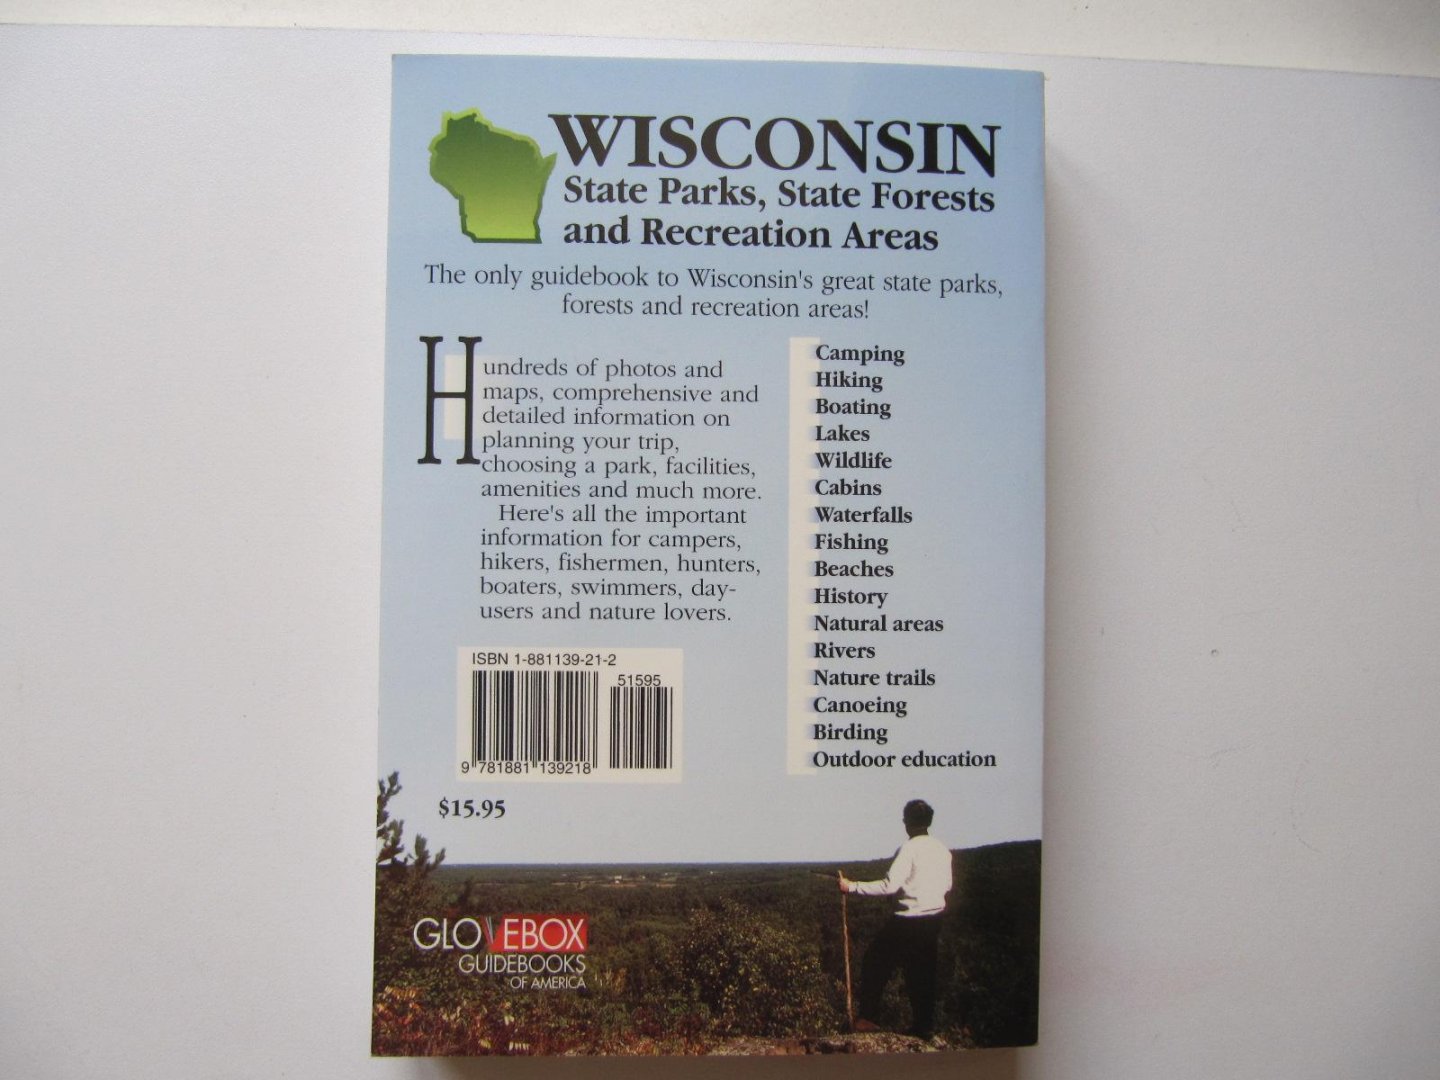 WISCONSIN
State Parks, State Forests
and Recreation Areas
The only guidebook to Wisconsin's great state parks,
forests and recreation areas!
Hundreds of photos and
maps, comprehensive and
detailed information on
planning your trip,
choosing a park, facilities,
amenities and much more.
Here's all the important
information for campers,
hikers, fishermen, hunters,
boaters, swimmers, day-
users and nature lovers.
Camping
Hiking
Boating
Lakes
Wildlife
Cabins
Waterfalls
Fishing
Beaches
History
Natural areas
Rivers
Nature trails
Canoeing
Birding
Outdoor education
ISBN 1-881139-21-2
51595
9 781881 139218
$15.95
GLOVEBOX
GUIDEBOOKS
OF AMERICA